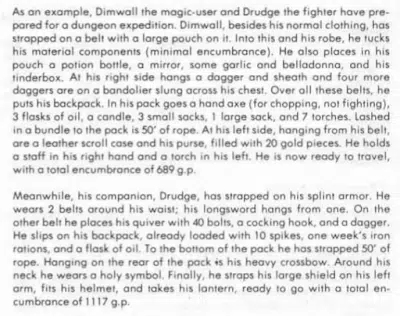 As an example, Dimwall the magic-user and Drudge the fighter have pre-
pared for a dungeon expedition. Dimwall, besides his normal clothing, has
strapped on a belt with a large pouch on it. Into this and his robe, he tucks
his material components (minimal encumbrance). He also places in his
pouch a potion bottle, a mirror, some garlic and belladonna, and his
tinderbox. At his right side hangs a dagger and sheath and four more
daggers are on a bandolier slung across his chest. Over all these belts, he
puts his backpack. In his pack goes a hand axe (for chopping, not fighting),
3 flasks of oil, a candle, 3 small sacks, 1 large sack, and 7 torches. Lashed
in a bundle to the pack is 50' of rope. At his left side, hanging from his belt,
are a leather scroll case and his purse, filled with 20 gold pieces. He holds
a staff in his right hand and a torch in his left. He is now ready to travel,
with a total encumbrance of 689 g.p.

Meanwhile, his companion, Drudge, has strapped on his splint armor. He
wears 2 belts around his waist; his longsword hangs from one. On the
other belt he places his quiver with 40 bolts, a cocking hook, and a dagger.
He slips on his backpack, already loaded with 10 spikes, one week's iron
rations, and a flask of oil. To the bottom of the pack he has strapped 50' of
rope. Hanging on the rear of the pack is his heavy crossbow. Around his
neck he wears a holy symbol. Finally, he straps his large shield on his left
arm, fits his helmet, and takes his lantern, ready to go with a total en-
cumbrance of 1117 g.p.